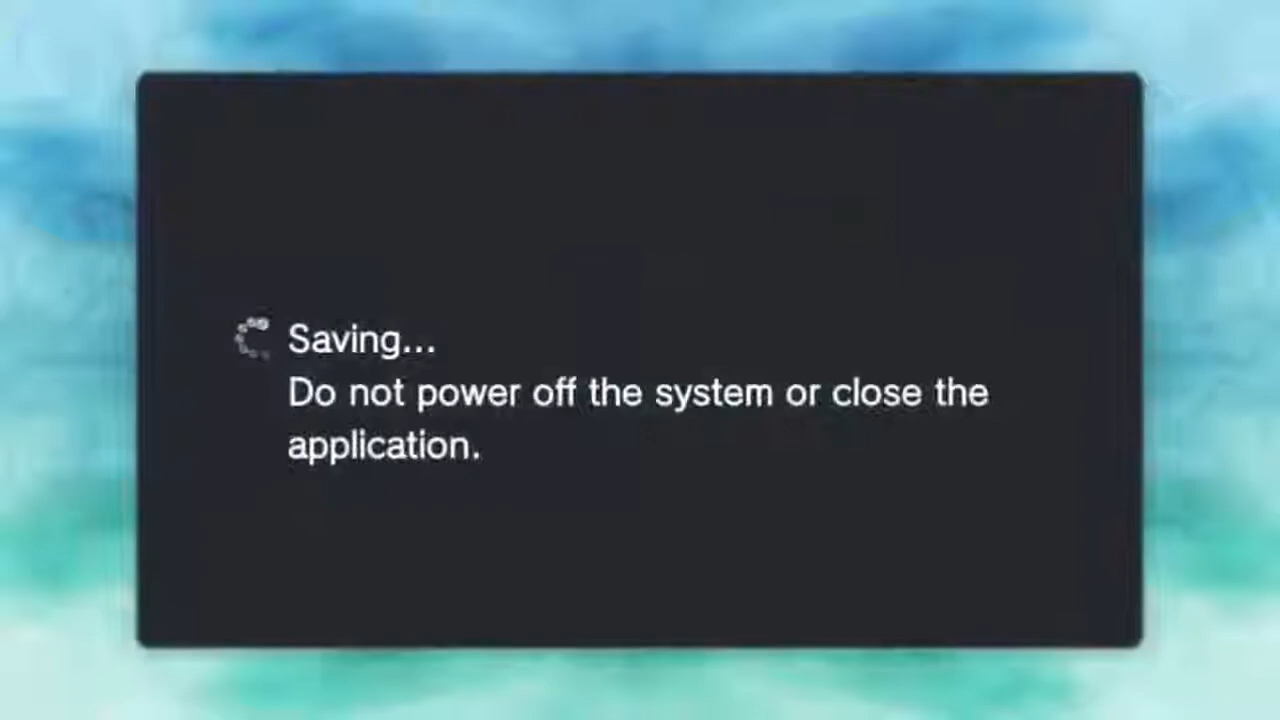 Saving...
Do not power off the system or close the
application.